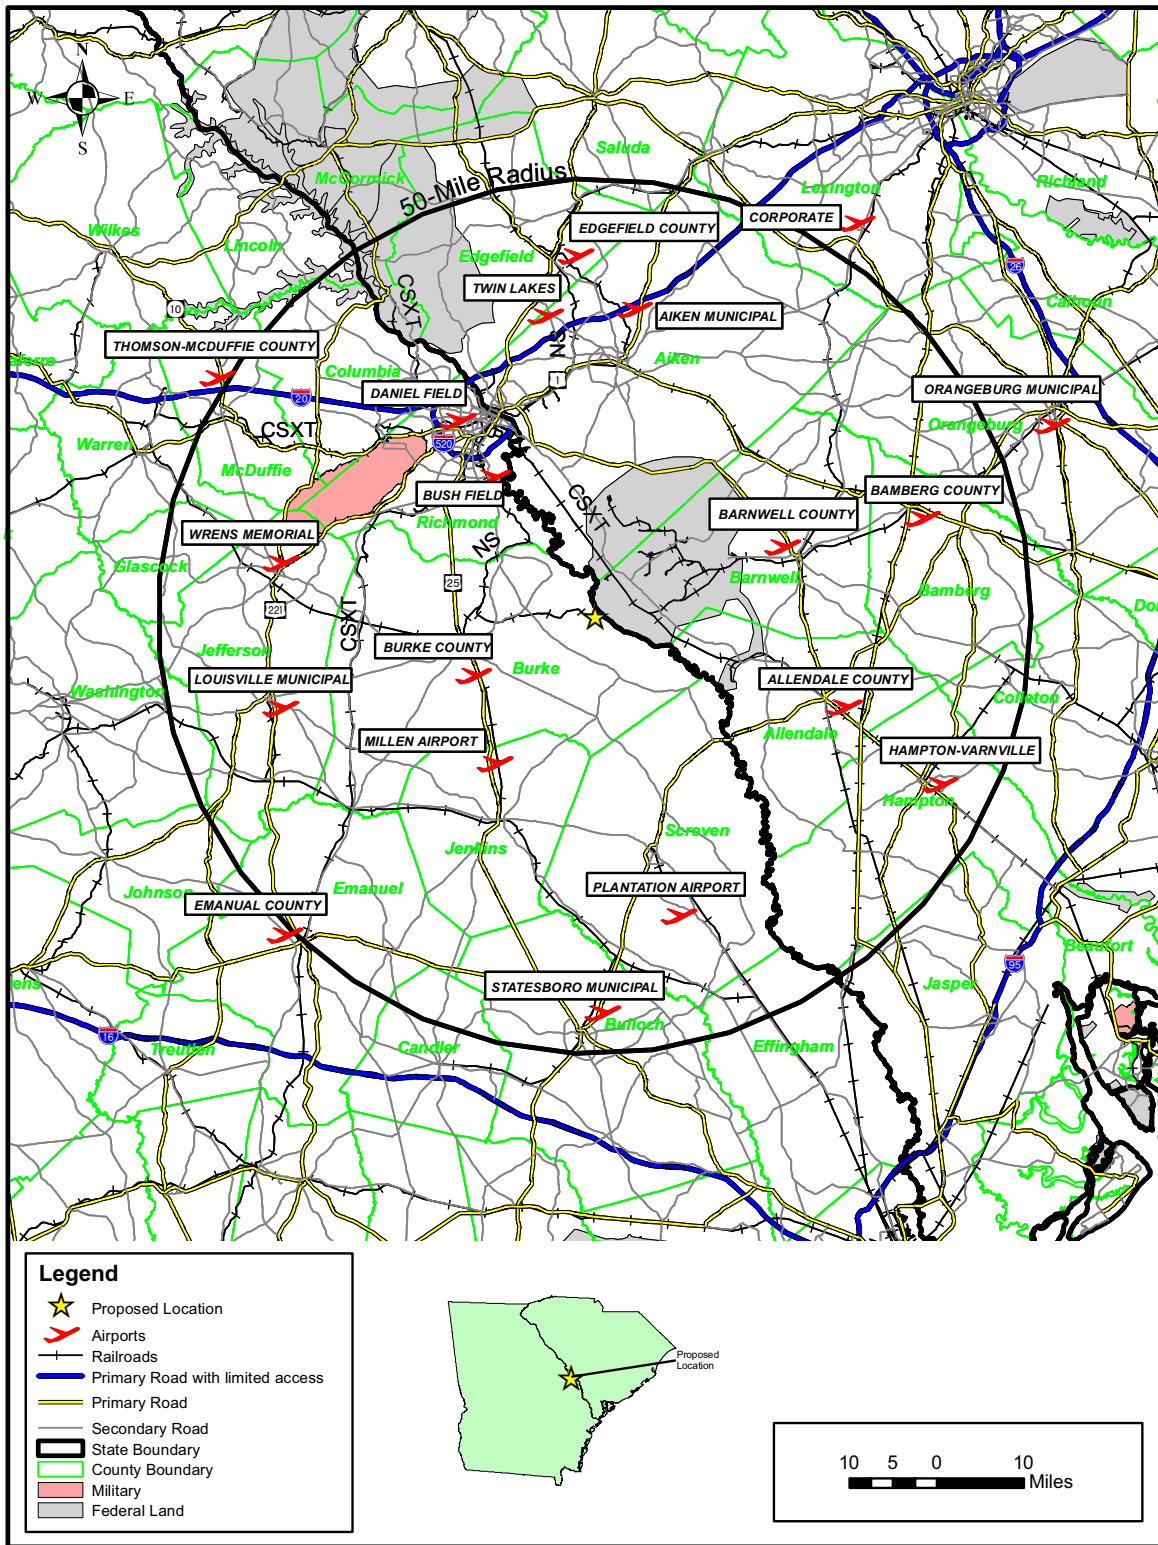 N
W
E
S
Saluda
McCormick
50-Mile Radius
Lexington
Richland
CORPORATE
EDGEFIELD COUNTY
Wilkes
Lincoln
Edgefield
26
CSXT
TWIN LAKES
Calhoun
10
AIKEN MUNICIPAL
NS
THOMSON-MCDUFFIE COUNTY
Aiken
Columbia
1
DANIEL FIELD
ORANGEBURG MUNICIPAL
20
Orangeburg
CSXT
520
Warren
McDuffie
BUSH FIELD
CSXT
BAMBERG COUNTY
Richmond
BARNWELL COUNTY
WRENS MEMORIAL
NS
Glascock
Barnwell
25
Bamberg
221
CSXT
Jefferson
BURKE COUNTY
Burke
LOUISVILLE MUNICIPAL
ALLENDALE COUNTY
Washington
Colleton
Allendale
MILLEN AIRPORT
HAMPTON-VARNVILLE
Hampton
Screven
Jenkins
Johnson
Emanuel
PLANTATION AIRPORT
EMANUAL COUNTY
Beaufort
95
Jasper
STATESBORO MUNICIPAL
Bulloch
16
Treutlen
Candler
Effingham
Legend
Proposed Location
Airports
Railroads
Primary Road with limited access
Primary Road
Secondary Road
State Boundary
County Boundary
Military
Federal Land
Proposed
Location
10 5 0 10
Miles